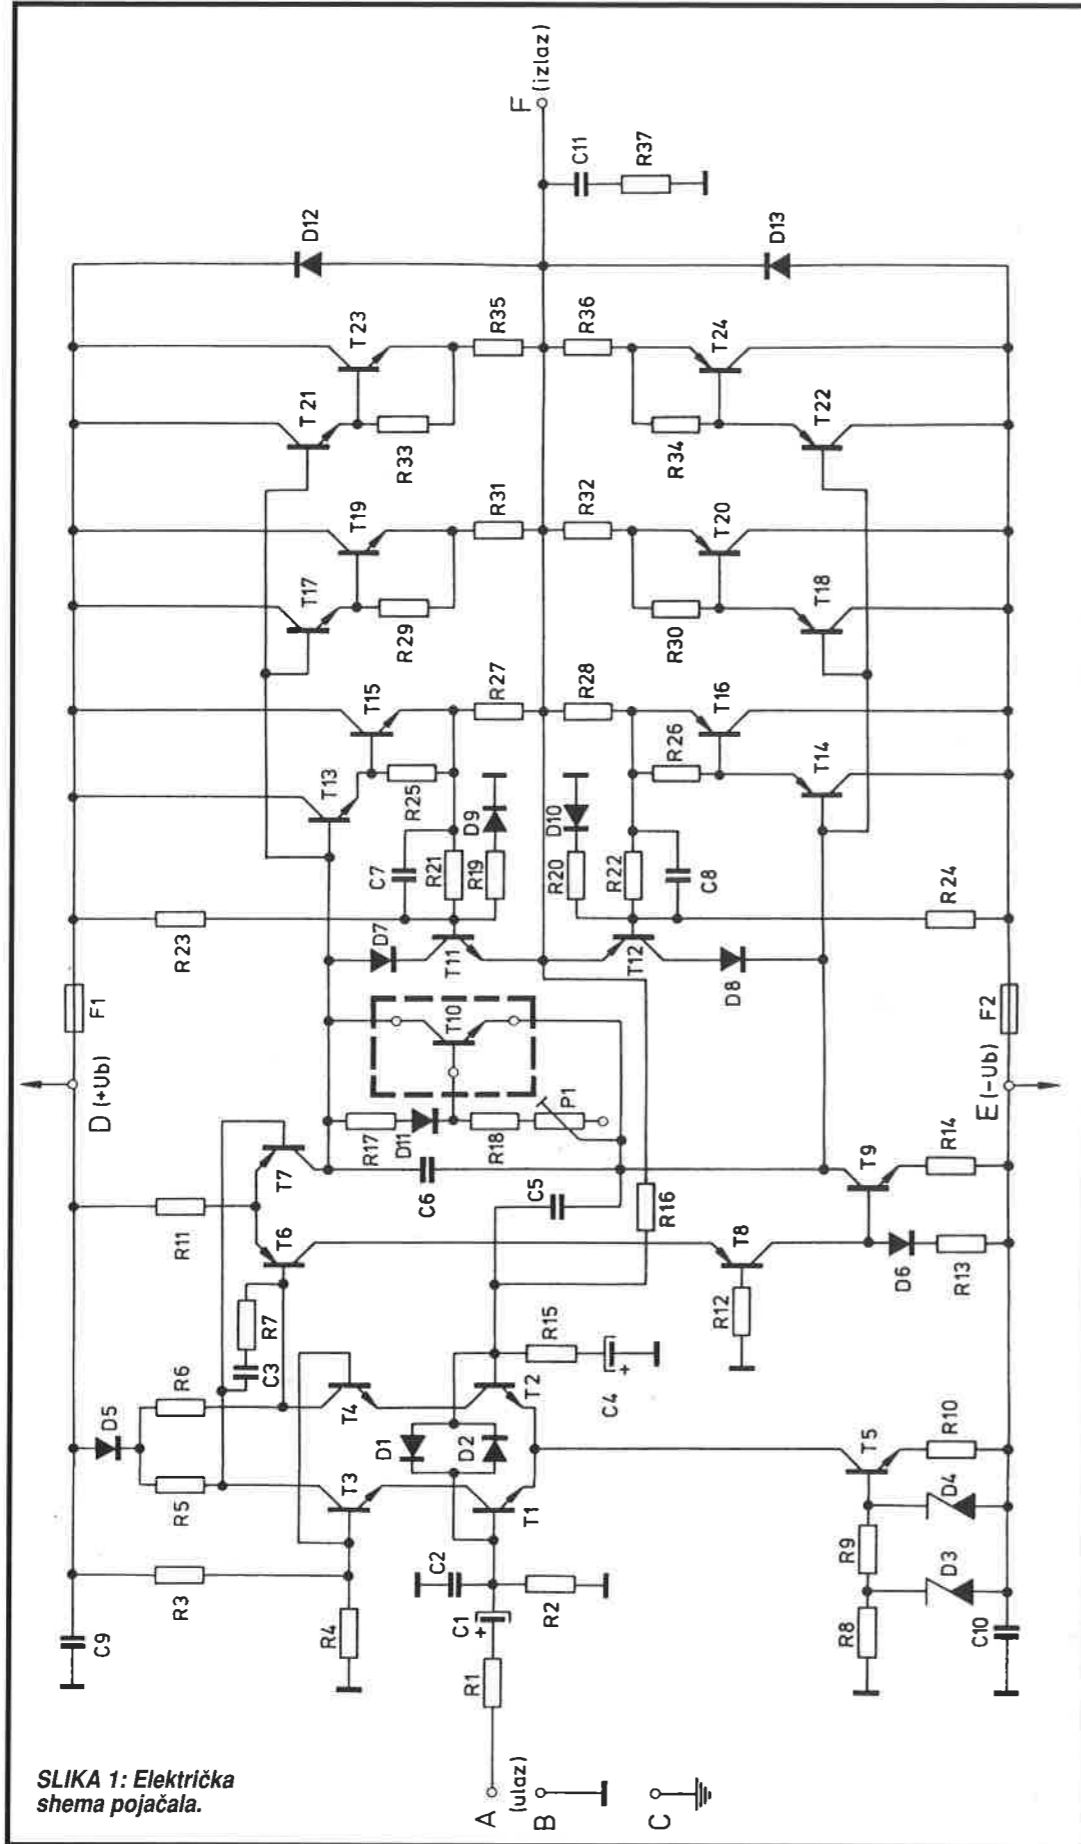 D (+Ub)
F1
R23
R11
D5
R5
R6
C3
R7
T6
T7
R3
C9
R4
T3
T4
D1
D2
T1
T2
C2
C1
+
R1
R2
A
(ulaz)
B
C
R15
C4
+
C5
C6
R16
R17
D11
R18
P1
T10
D7
T11
T12
D8
C7
R21
R19
D9
D10
R20
R22
C8
T13
T15
R25
R27
R28
R26
T16
T14
T17
T19
R29
R31
R32
R30
T20
T18
T21
T23
R33
R35
R36
R34
T24
T22
D12
D13
F (izlaz)
C11
R37
R12
T8
T9
D6
R13
R14
R24
F2
E (-Ub)
T5
R10
D4
R9
D3
R8
C10
SLIKA 1: Električka
shema pojačala.